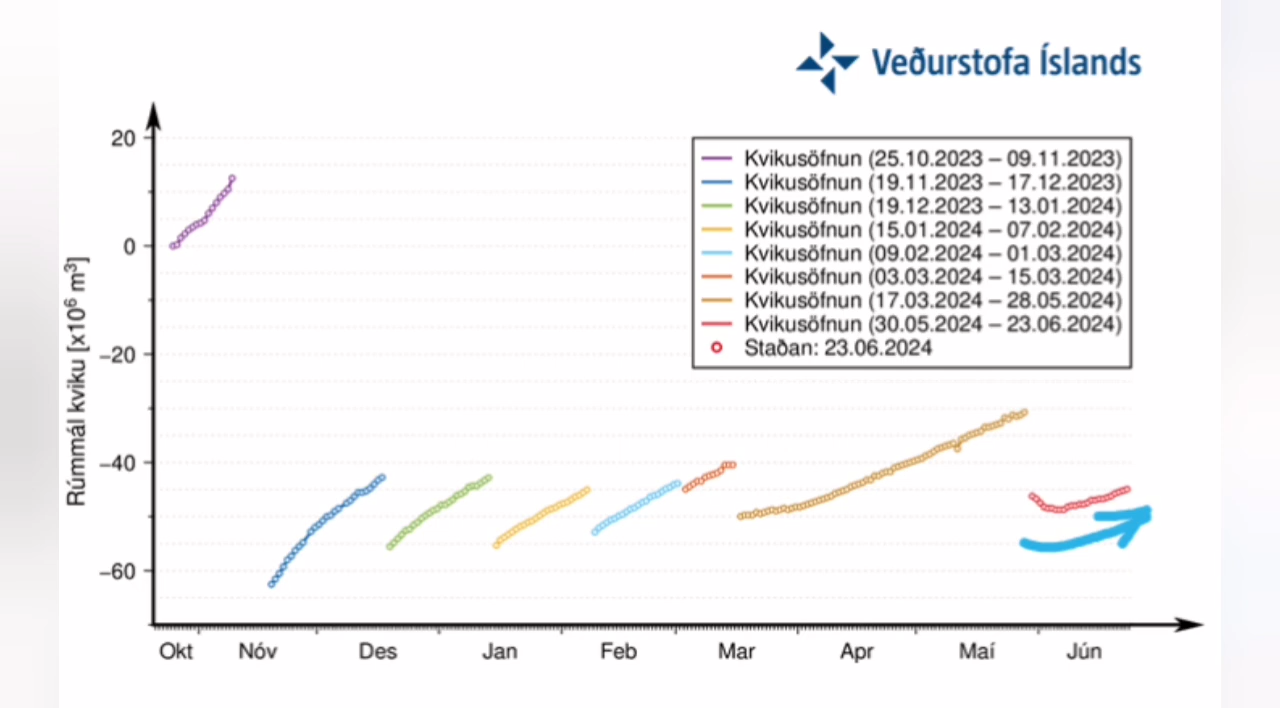 Veðurstofa Íslands
Rúmmál kviku [x10⁶ m³]
20
0
−20
−40
−60
Kvikusöfnun (25.10.2023 – 09.11.2023)
Kvikusöfnun (19.11.2023 – 17.12.2023)
Kvikusöfnun (19.12.2023 – 13.01.2024)
Kvikusöfnun (15.01.2024 – 07.02.2024)
Kvikusöfnun (09.02.2024 – 01.03.2024)
Kvikusöfnun (03.03.2024 – 15.03.2024)
Kvikusöfnun (17.03.2024 – 28.05.2024)
Kvikusöfnun (30.05.2024 – 23.06.2024)
Staðan: 23.06.2024
Okt Nóv Des Jan Feb Mar Apr Maí Jún